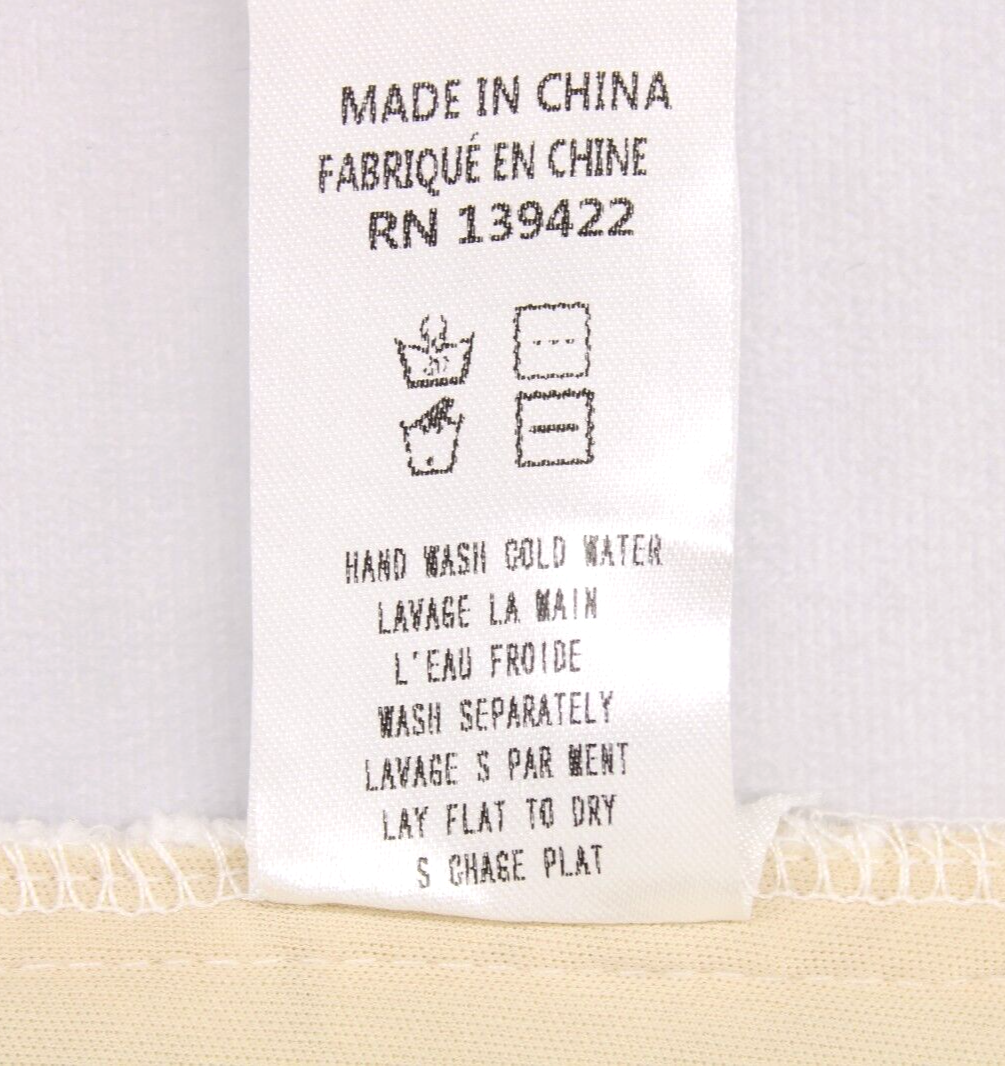 MADE IN CHINA
FABRIQUÉ EN CHINE
RN 139422
HAND WASH COLD WATER
LAVAGE LA MAIN
L'EAU FROIDE
WASH SEPARATELY
LAVAGE S PAR MENT
LAY FLAT TO DRY
S CHAGE PLAT